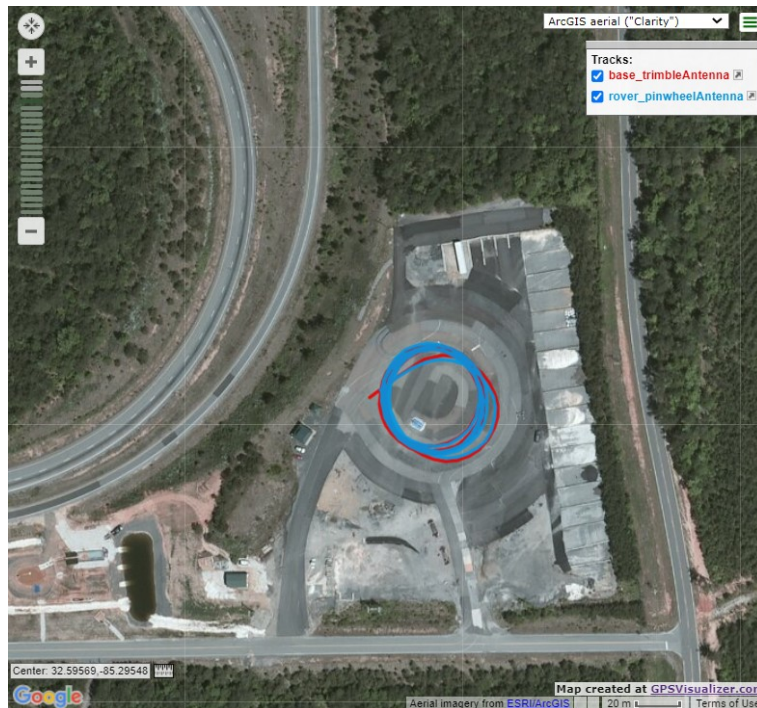 ArcGIS aerial ("Clarity")
Tracks:
base_trimbleAntenna
rover_pinwheelAntenna
Center: 32.59569,-85.29548
Map created at GPSVisualizer.com
Google
Aerial imagery from ESRI/ArcGIS
20 m
Terms of Use